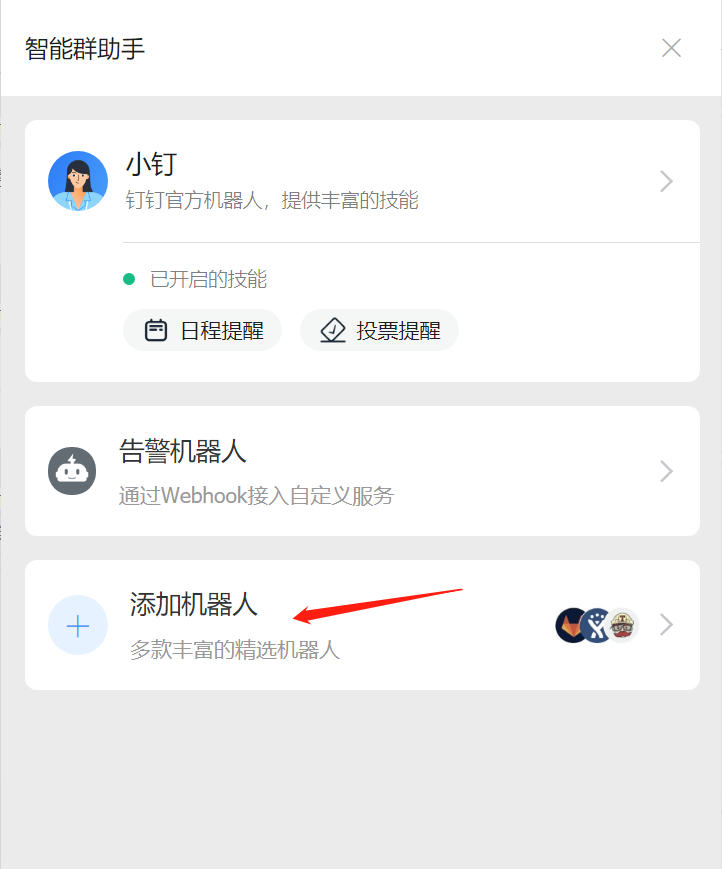 智能群助手
小钉
钉钉官方机器人，提供丰富的技能
已开启的技能
日程提醒
投票提醒
告警机器人
通过Webhook接入自定义服务
添加机器人
多款丰富的精选机器人